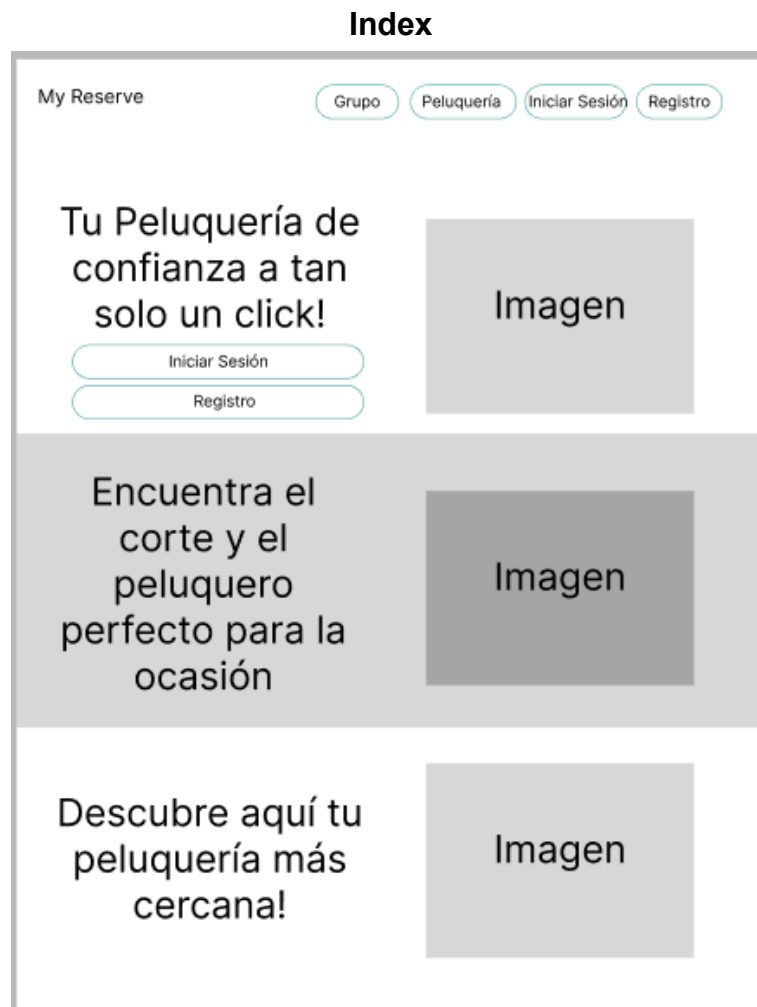 Index
My Reserve
Grupo
Peluquería
Iniciar Sesión
Registro
Tu Peluquería de
confianza a tan
solo un click!
Iniciar Sesión
Registro
Imagen
Encuentra el
corte y el
peluquero
perfecto para la
ocasión
Imagen
Descubre aquí tu
peluquería más
cercana!
Imagen